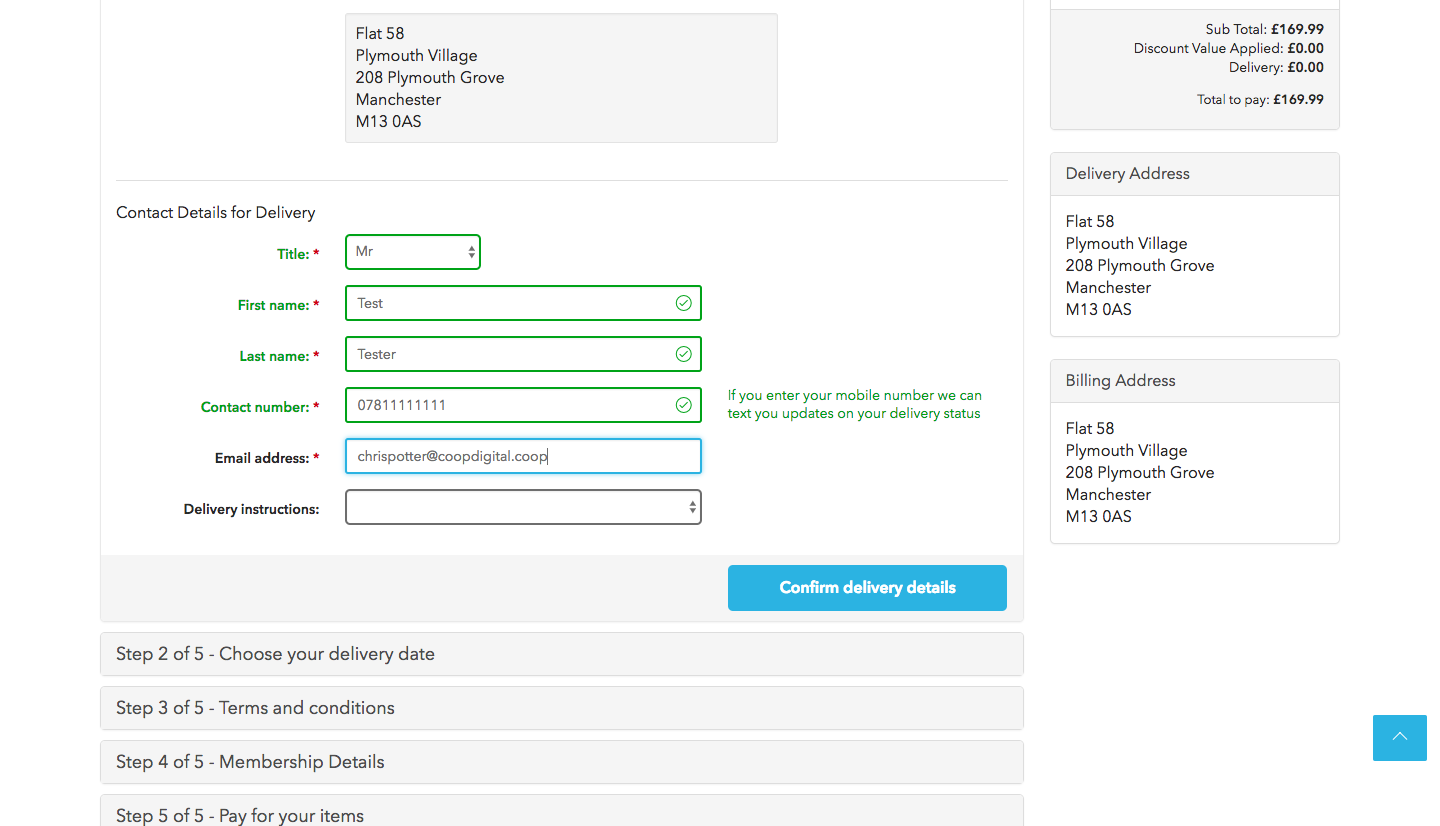 Flat 58
Plymouth Village
208 Plymouth Grove
Manchester
M13 0AS
Contact Details for Delivery
Title: * Mr
First name: * Test
Last name: * Tester
Contact number: * 07811111111
If you enter your mobile number we can
text you updates on your delivery status
Email address: * chrispotter@coopdigital.coop
Delivery instructions:
Confirm delivery details
Step 2 of 5 - Choose your delivery date
Step 3 of 5 - Terms and conditions
Step 4 of 5 - Membership Details
Step 5 of 5 - Pay for your items
Sub Total: £169.99
Discount Value Applied: £0.00
Delivery: £0.00
Total to pay: £169.99
Delivery Address
Flat 58
Plymouth Village
208 Plymouth Grove
Manchester
M13 0AS
Billing Address
Flat 58
Plymouth Village
208 Plymouth Grove
Manchester
M13 0AS